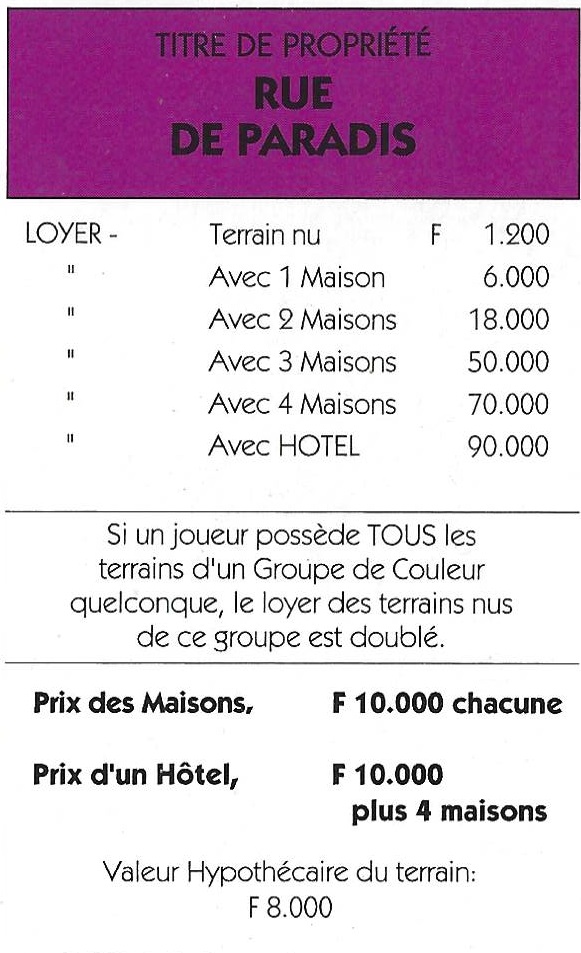 TITRE DE PROPRIÉTÉ
RUE
DE PARADIS
LOYER - Terrain nu F 1.200
" Avec 1 Maison 6.000
" Avec 2 Maisons 18.000
" Avec 3 Maisons 50.000
" Avec 4 Maisons 70.000
" Avec HOTEL 90.000
Si un joueur possède TOUS les
terrains d'un Groupe de Couleur
quelconque, le loyer des terrains nus
de ce groupe est doublé.
Prix des Maisons, F 10.000 chacune
Prix d'un Hôtel, F 10.000
plus 4 maisons
Valeur Hypothécaire du terrain:
F 8.000